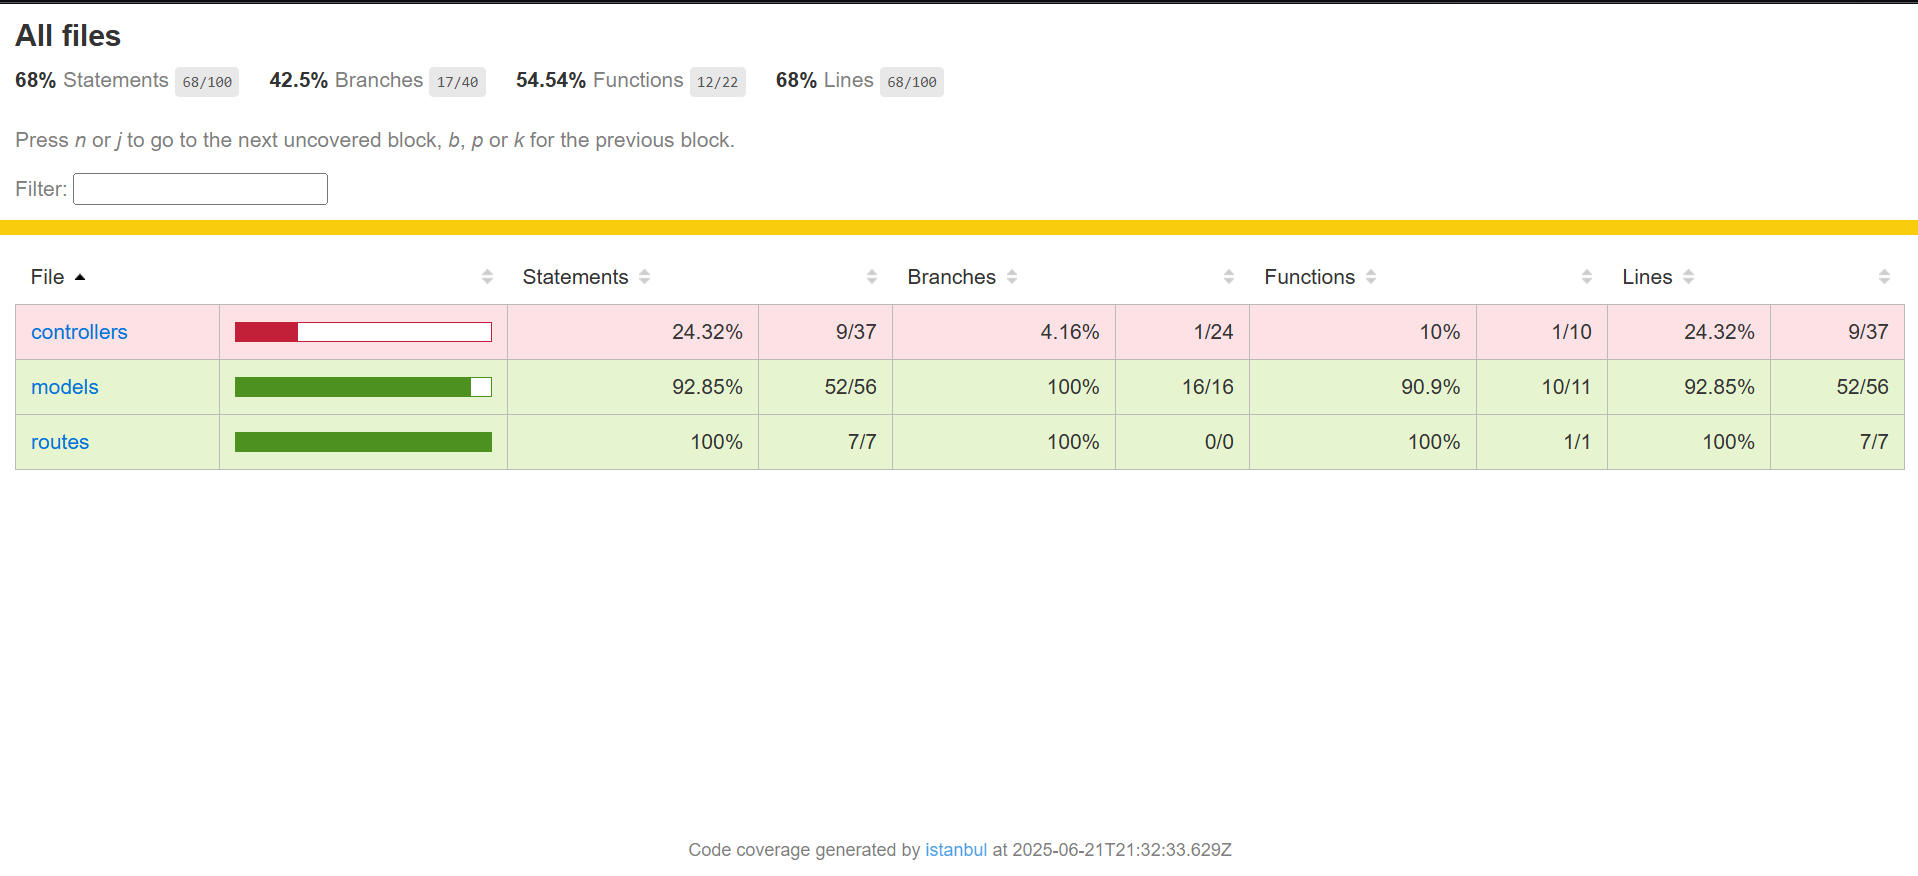 All files
68% Statements 68/100 42.5% Branches 17/40 54.54% Functions 12/22 68% Lines 68/100
Press n or j to go to the next uncovered block, b, p or k for the previous block.
Filter:
File Statements Branches Functions Lines
controllers 24.32% 9/37 4.16% 1/24 10% 1/10 24.32% 9/37
models 92.85% 52/56 100% 16/16 90.9% 10/11 92.85% 52/56
routes 100% 7/7 100% 0/0 100% 1/1 100% 7/7
Code coverage generated by istanbul at 2025-06-21T21:32:33.629Z